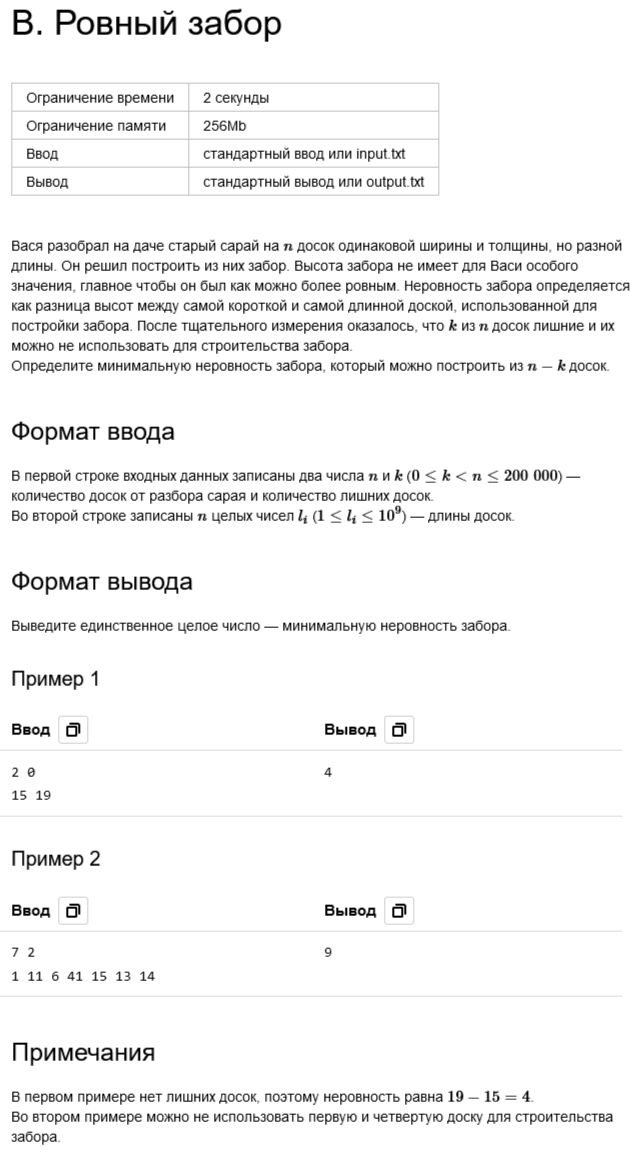 В. Ровный забор
Ограничение времени 2 секунды
Ограничение памяти 256Mb
Ввод стандартный ввод или input.txt
Вывод стандартный вывод или output.txt
Вася разобрал на даче старый сарай на n досок одинаковой ширины и толщины, но разной
длины. Он решил построить из них забор. Высота забора не имеет для Васи особого
значения, главное чтобы он был как можно более ровным. Неровность забора определяется
как разница высот между самой короткой и самой длинной доской, использованной для
постройки забора. После тщательного измерения оказалось, что k из n досок лишние и их
можно не использовать для строительства забора.
Определите минимальную неровность забора, который можно построить из n − k досок.
Формат ввода
В первой строке входных данных записаны два числа n и k (0 ≤ k < n ≤ 200 000) —
количество досок от разбора сарая и количество лишних досок.
Во второй строке записаны n целых чисел lᵢ (1 ≤ lᵢ ≤ 10⁹) — длины досок.
Формат вывода
Выведите единственное целое число — минимальную неровность забора.
Пример 1
Ввод Вывод
2 0 4
15 19
Пример 2
Ввод Вывод
7 2 9
1 11 6 41 15 13 14
Примечания
В первом примере нет лишних досок, поэтому неровность равна 19 − 15 = 4.
Во втором примере можно не использовать первую и четвертую доску для строительства
забора.